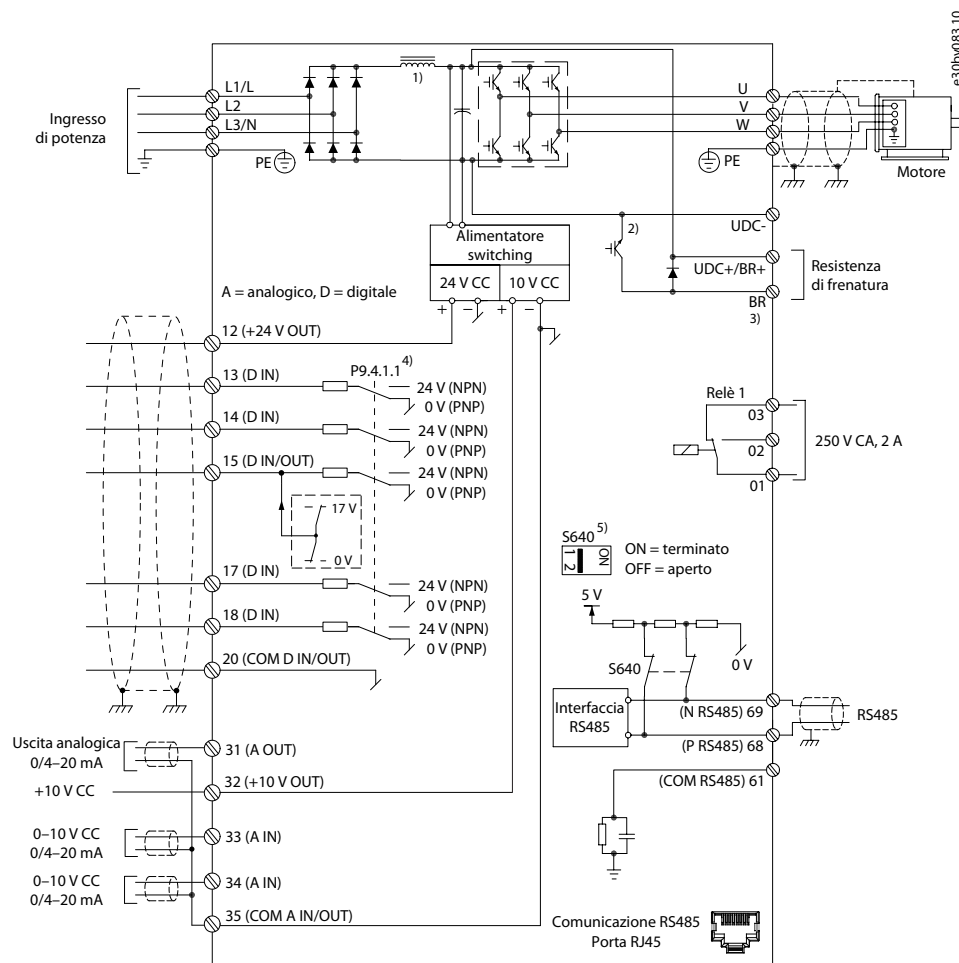 e30bv083.10
Ingresso
di potenza
L1/L
L2
L3/N
PE
1)
U
V
W
PE
Motore
UDC-
2)
UDC+/BR+
BR
3)
Resistenza
di frenatura
Alimentatore
switching
24 V CC
10 V CC
+
−
+
−
A = analogico, D = digitale
12 (+24 V OUT)
13 (D IN)
P9.4.1.1 4)
24 V (NPN)
0 V (PNP)
14 (D IN)
24 V (NPN)
0 V (PNP)
15 (D IN/OUT)
24 V (NPN)
0 V (PNP)
17 V
0 V
17 (D IN)
24 V (NPN)
0 V (PNP)
18 (D IN)
24 V (NPN)
0 V (PNP)
20 (COM D IN/OUT)
Relè 1
03
02
01
250 V CA, 2 A
S640 5)
1 2
ON
ON = terminato
OFF = aperto
5 V
0 V
S640
Interfaccia
RS485
(N RS485) 69
(P RS485) 68
RS485
(COM RS485) 61
Uscita analogica
0/4–20 mA
31 (A OUT)
+10 V CC
32 (+10 V OUT)
0–10 V CC
0/4–20 mA
33 (A IN)
0–10 V CC
0/4–20 mA
34 (A IN)
35 (COM A IN/OUT)
Comunicazione RS485
Porta RJ45